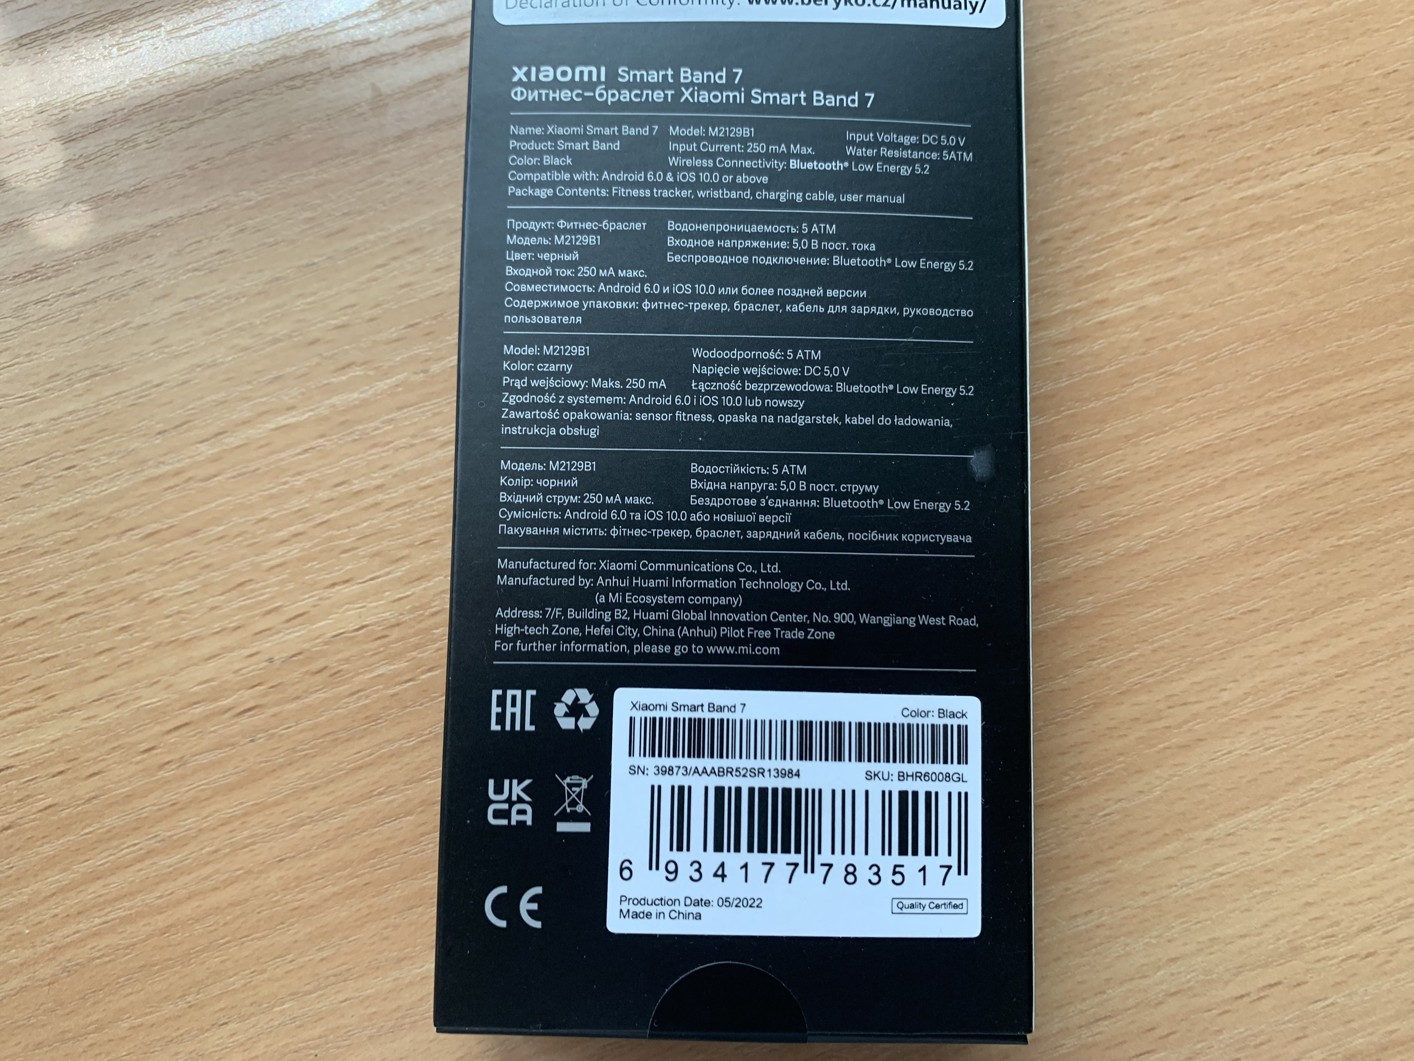 Declaration of Conformity: www.beryko.cz/manualy/
xiaomi Smart Band 7
Фитнес-браслет Xiaomi Smart Band 7
Name: Xiaomi Smart Band 7 Model: M2129B1 Input Voltage: DC 5.0 V
Product: Smart Band Input Current: 250 mA Max. Water Resistance: 5ATM
Color: Black Wireless Connectivity: Bluetooth® Low Energy 5.2
Compatible with: Android 6.0 & iOS 10.0 or above
Package Contents: Fitness tracker, wristband, charging cable, user manual
Продукт: Фитнес-браслет Водонепроницаемость: 5 ATM
Модель: M2129B1 Входное напряжение: 5,0 В пост. тока
Цвет: черный Беспроводное подключение: Bluetooth® Low Energy 5.2
Входной ток: 250 мА макс.
Совместимость: Android 6.0 и iOS 10.0 или более поздней версии
Содержимое упаковки: фитнес-трекер, браслет, кабель для зарядки, руководство
пользователя
Model: M2129B1 Wodoodporność: 5 ATM
Kolor: czarny Napięcie wejściowe: DC 5,0 V
Prąd wejściowy: Maks. 250 mA Łączność bezprzewodowa: Bluetooth® Low Energy 5.2
Zgodność z systemem: Android 6.0 i iOS 10.0 lub nowszy
Zawartość opakowania: sensor fitness, opaska na nadgarstek, kabel do ładowania,
instrukcja obsługi
Модель: M2129B1 Водостійкість: 5 ATM
Колір: чорний Вхідна напруга: 5,0 В пост. струму
Вхідний струм: 250 мА макс. Бездротове з'єднання: Bluetooth® Low Energy 5.2
Сумісність: Android 6.0 та iOS 10.0 або новішої версії
Пакування містить: фітнес-трекер, браслет, зарядний кабель, посібник користувача
Manufactured for: Xiaomi Communications Co., Ltd.
Manufactured by: Anhui Huami Information Technology Co., Ltd.
(a Mi Ecosystem company)
Address: 7/F, Building B2, Huami Global Innovation Center, No. 900, Wangjiang West Road,
High-tech Zone, Hefei City, China (Anhui) Pilot Free Trade Zone
For further information, please go to www.mi.com
EAC
UK
CA
CE
Xiaomi Smart Band 7 Color: Black
SN: 39873/AAABR52SR13984 SKU: BHR6008GL
6 934177 783517
Production Date: 05/2022
Made in China
Quality Certified